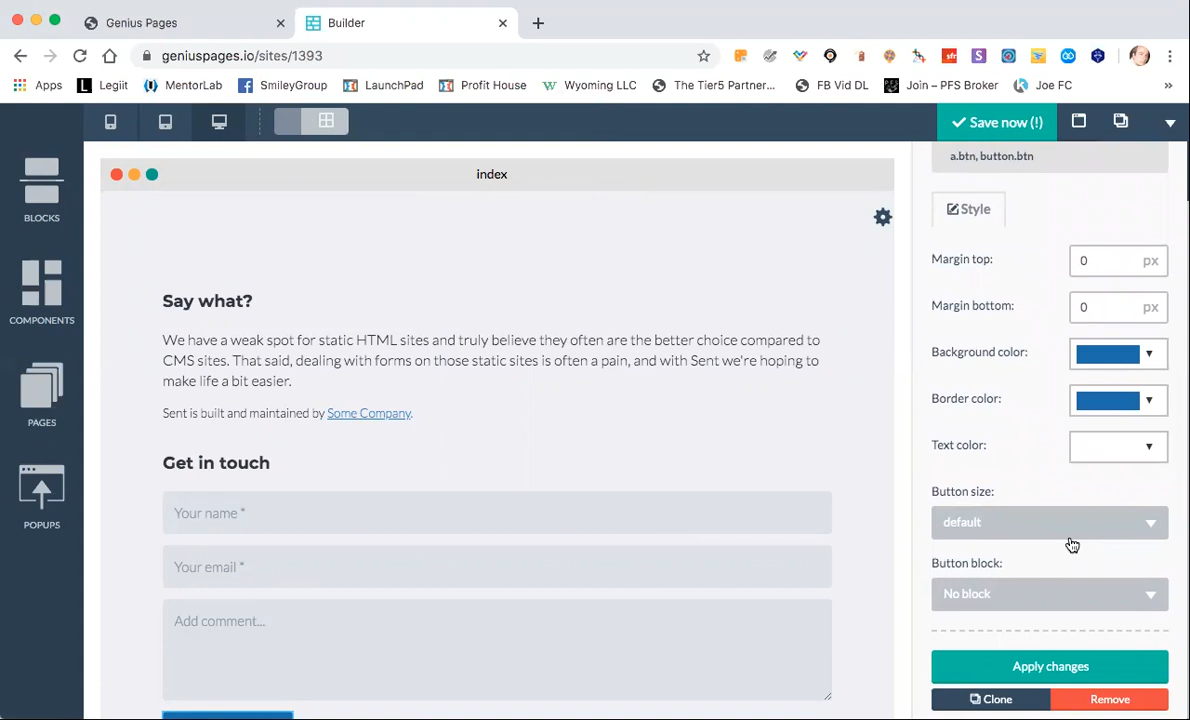 Genius Pages
Builder
geniuspages.io/sites/1393
Apps
Legiit
MentorLab
SmileyGroup
LaunchPad
Profit House
Wyoming LLC
The Tier5 Partner...
FB Vid DL
Join – PFS Broker
Joe FC
»
Save now (!)
BLOCKS
COMPONENTS
PAGES
POPUPS
index
Say what?
We have a weak spot for static HTML sites and truly believe they often are the better choice compared to
CMS sites. That said, dealing with forms on those static sites is often a pain, and with Sent we're hoping to
make life a bit easier.
Sent is built and maintained by Some Company.
Get in touch
Your name *
Your email *
Add comment...
a.btn, button.btn
Style
Margin top:
0 px
Margin bottom:
0 px
Background color:
Border color:
Text color:
Button size:
default
Button block:
No block
Apply changes
Clone
Remove